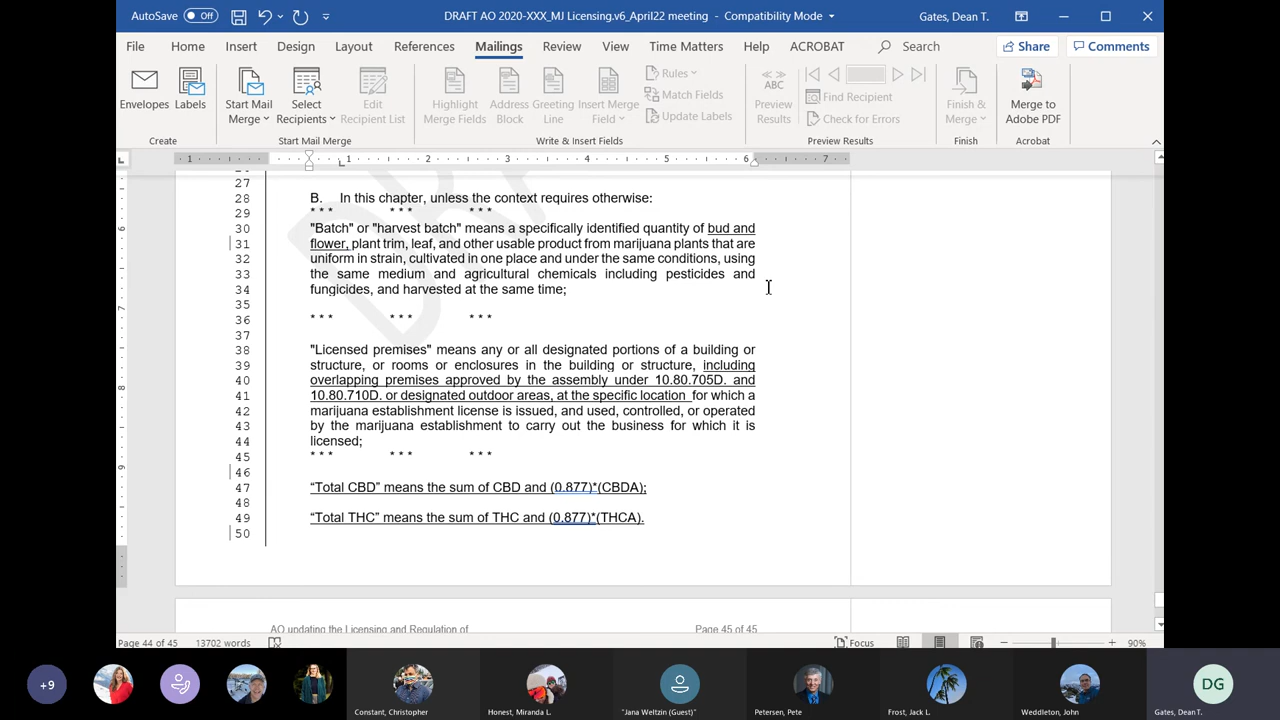 AutoSave Off DRAFT AO 2020-XXX_MJ Licensing.v6_April22 meeting - Compatibility Mode Gates, Dean T.
File Home Insert Design Layout References Mailings Review View Time Matters Help ACROBAT Search Share Comments
Envelopes Labels Start Mail Merge Select Recipients Edit Recipient List Highlight Merge Fields Address Block Greeting Line Insert Merge Field Rules Match Fields Update Labels ABC Preview Results Find Recipient Check for Errors Finish & Merge Merge to Adobe PDF
Create Start Mail Merge Write & Insert Fields Preview Results Finish Acrobat
1 1 2 3 4 5 6 7
27
28 B. In this chapter, unless the context requires otherwise:
29 * * * * * * * * *
30 "Batch" or "harvest batch" means a specifically identified quantity of bud and
31 flower, plant trim, leaf, and other usable product from marijuana plants that are
32 uniform in strain, cultivated in one place and under the same conditions, using
33 the same medium and agricultural chemicals including pesticides and
34 fungicides, and harvested at the same time;
35
36 * * * * * * * * *
37
38 "Licensed premises" means any or all designated portions of a building or
39 structure, or rooms or enclosures in the building or structure, including
40 overlapping premises approved by the assembly under 10.80.705D. and
41 10.80.710D. or designated outdoor areas, at the specific location for which a
42 marijuana establishment license is issued, and used, controlled, or operated
43 by the marijuana establishment to carry out the business for which it is
44 licensed;
45 * * * * * * * * *
46
47 “Total CBD” means the sum of CBD and (0.877)*(CBDA);
48
49 “Total THC” means the sum of THC and (0.877)*(THCA).
50
AO updating the Licensing and Regulation of Page 45 of 45
Page 44 of 45 13702 words Focus 90%
+9 DG
Constant, Christopher Honest, Miranda L. "Jana Weltzin (Guest)" Petersen, Pete Frost, Jack L. Weddleton, John Gates, Dean T.